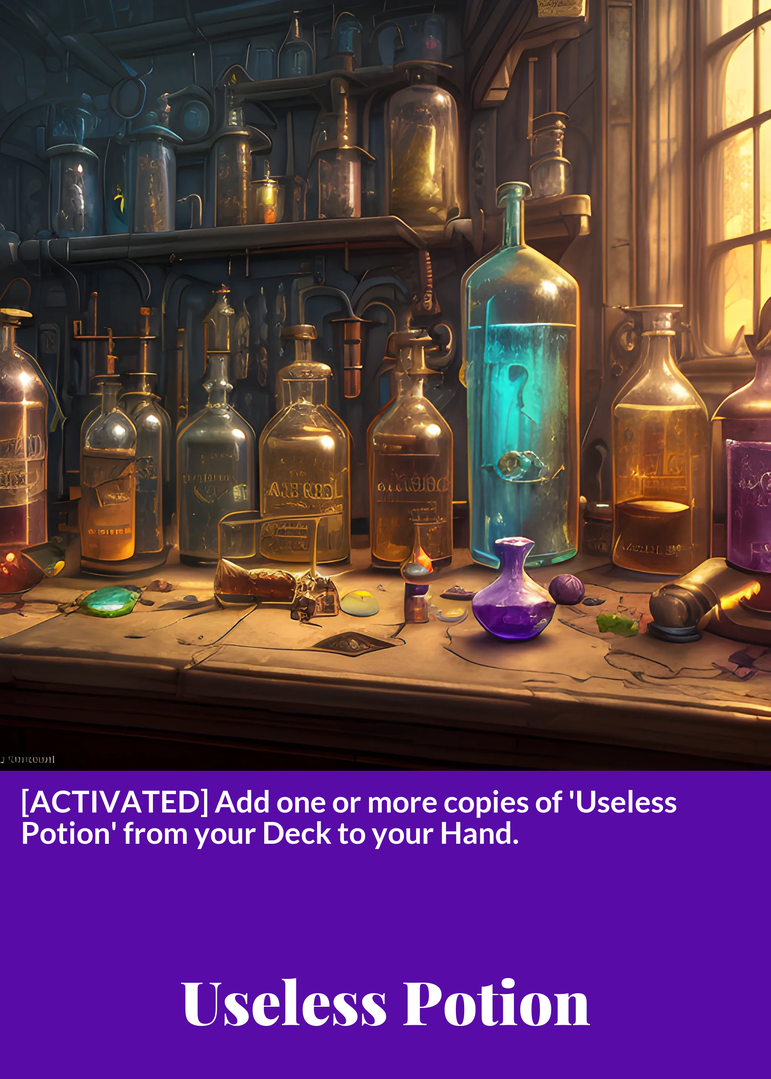 [ACTIVATED] Add one or more copies of 'Useless
Potion' from your Deck to your Hand.
Useless Potion